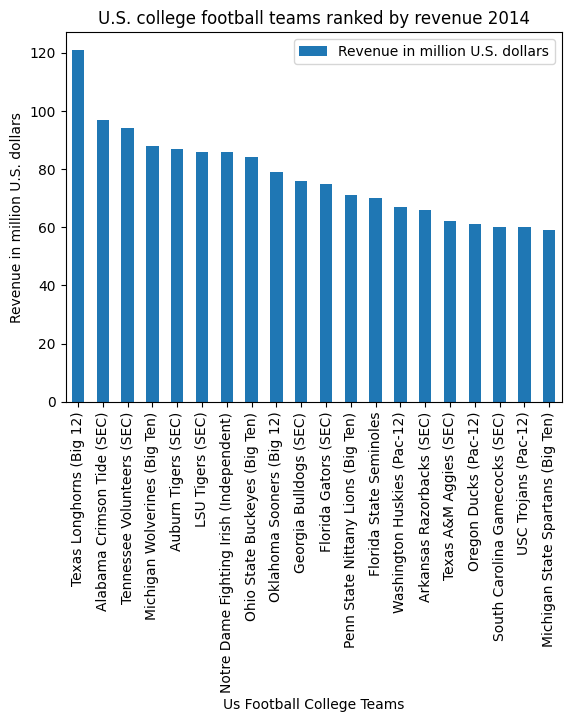 U.S. college football teams ranked by revenue 2014
Revenue in million U.S. dollars
Revenue in million U.S. dollars
120
100
80
60
40
20
0
Texas Longhorns (Big 12)
Alabama Crimson Tide (SEC)
Tennessee Volunteers (SEC)
Michigan Wolverines (Big Ten)
Auburn Tigers (SEC)
LSU Tigers (SEC)
Notre Dame Fighting Irish (Independent)
Ohio State Buckeyes (Big Ten)
Oklahoma Sooners (Big 12)
Georgia Bulldogs (SEC)
Florida Gators (SEC)
Penn State Nittany Lions (Big Ten)
Florida State Seminoles
Washington Huskies (Pac-12)
Arkansas Razorbacks (SEC)
Texas A&M Aggies (SEC)
Oregon Ducks (Pac-12)
South Carolina Gamecocks (SEC)
USC Trojans (Pac-12)
Michigan State Spartans (Big Ten)
Us Football College Teams